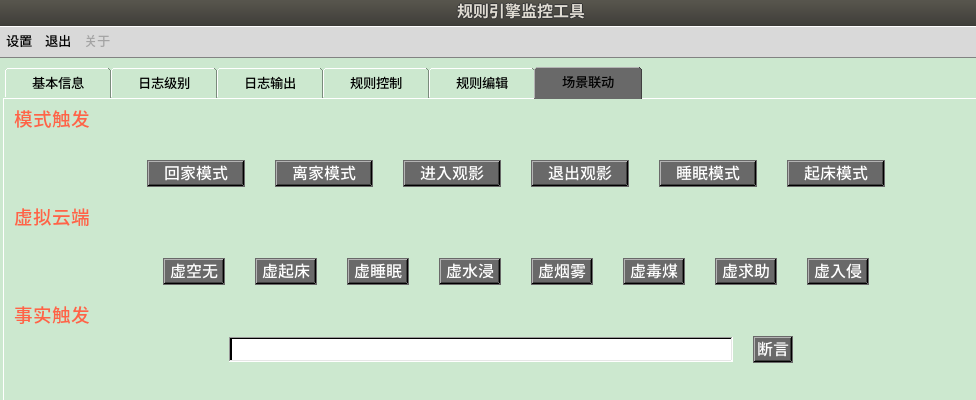 规则引擎监控工具
设置 退出 关于
基本信息 日志级别 日志输出 规则控制 规则编辑 场景联动
模式触发
回家模式 离家模式 进入观影 退出观影 睡眠模式 起床模式
虚拟云端
虚空无 虚起床 虚睡眠 虚水浸 虚烟雾 虚毒煤 虚求助 虚入侵
事实触发
断言